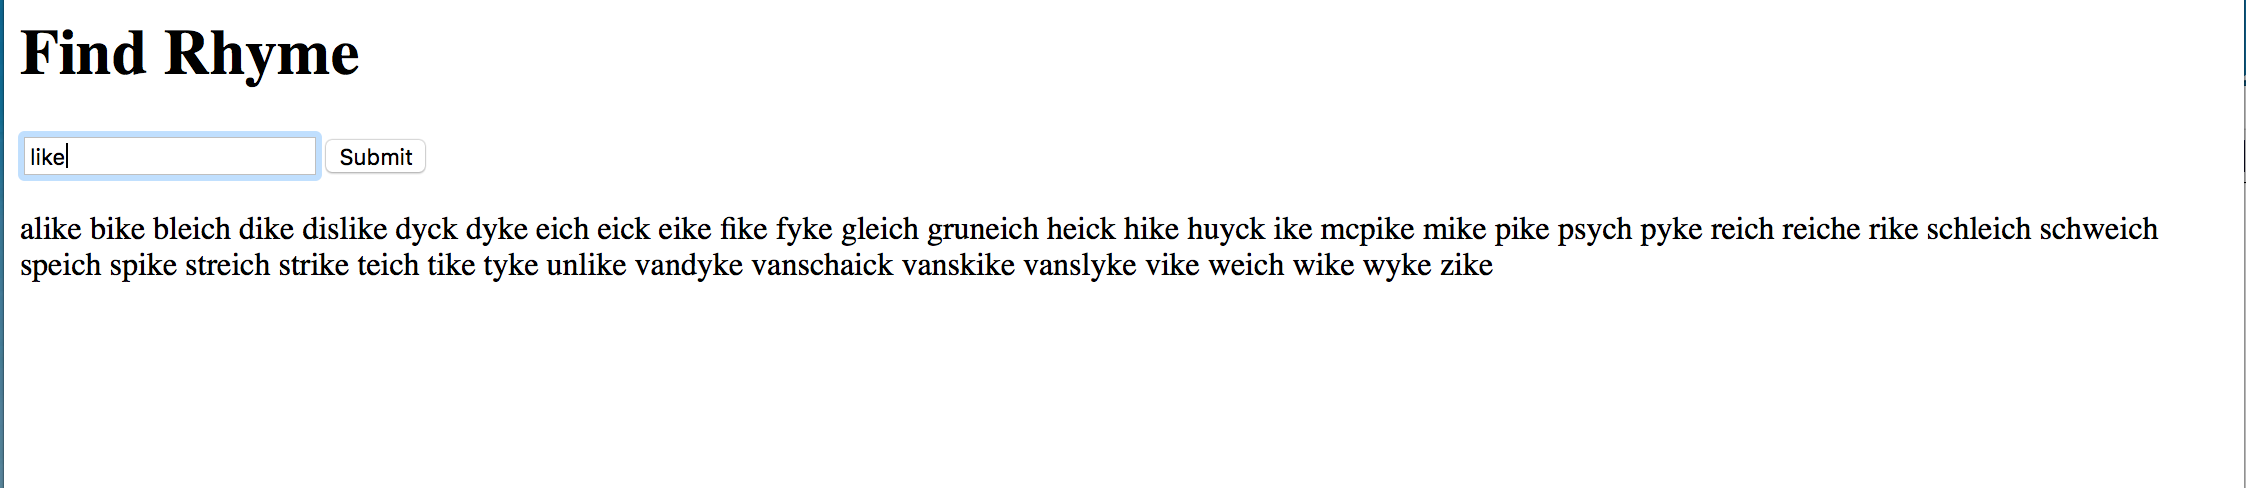 Find Rhyme
like Submit
alike bike bleich dike dislike dyck dyke eich eick eike fike fyke gleich gruneich heick hike huyck ike mcpike mike pike psych pyke reich reiche rike schleich schweich
speich spike streich strike teich tike tyke unlike vandyke vanschaick vanskike vanslyke vike weich wike wyke zike